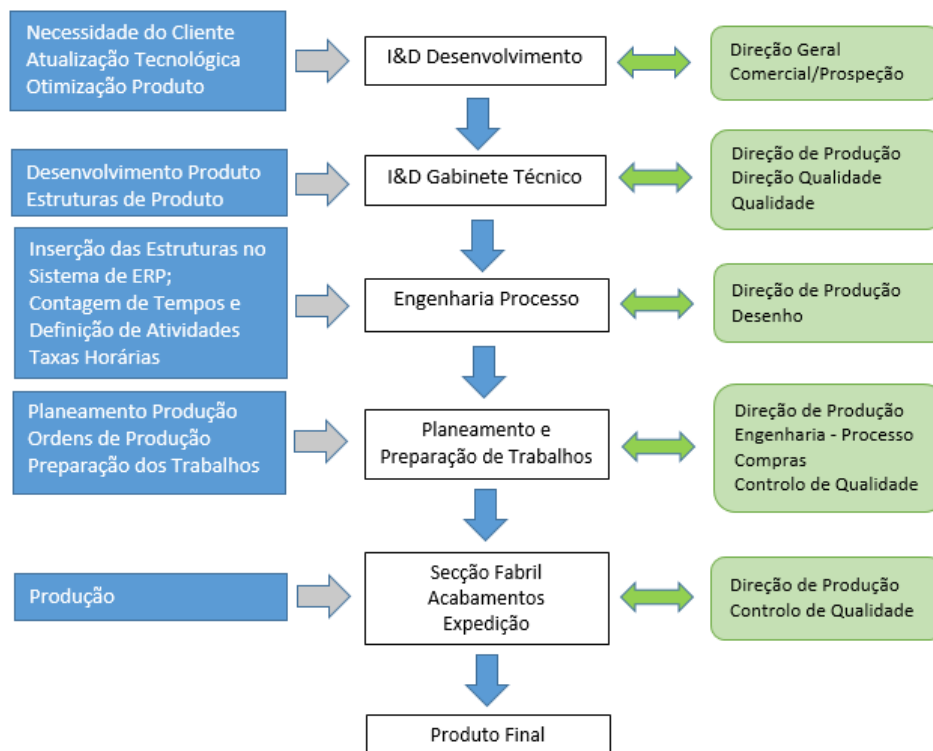 Necessidade do Cliente
Atualização Tecnológica
Otimização Produto
I&D Desenvolvimento
Direção Geral
Comercial/Prospeção
Desenvolvimento Produto
Estruturas de Produto
I&D Gabinete Técnico
Direção de Produção
Direção Qualidade
Qualidade
Inserção das Estruturas no
Sistema de ERP;
Contagem de Tempos e
Definição de Atividades
Taxas Horárias
Engenharia Processo
Direção de Produção
Desenho
Planeamento Produção
Ordens de Produção
Preparação dos Trabalhos
Planeamento e
Preparação de Trabalhos
Direção de Produção
Engenharia - Processo
Compras
Controlo de Qualidade
Produção
Secção Fabril
Acabamentos
Expedição
Direção de Produção
Controlo de Qualidade
Produto Final